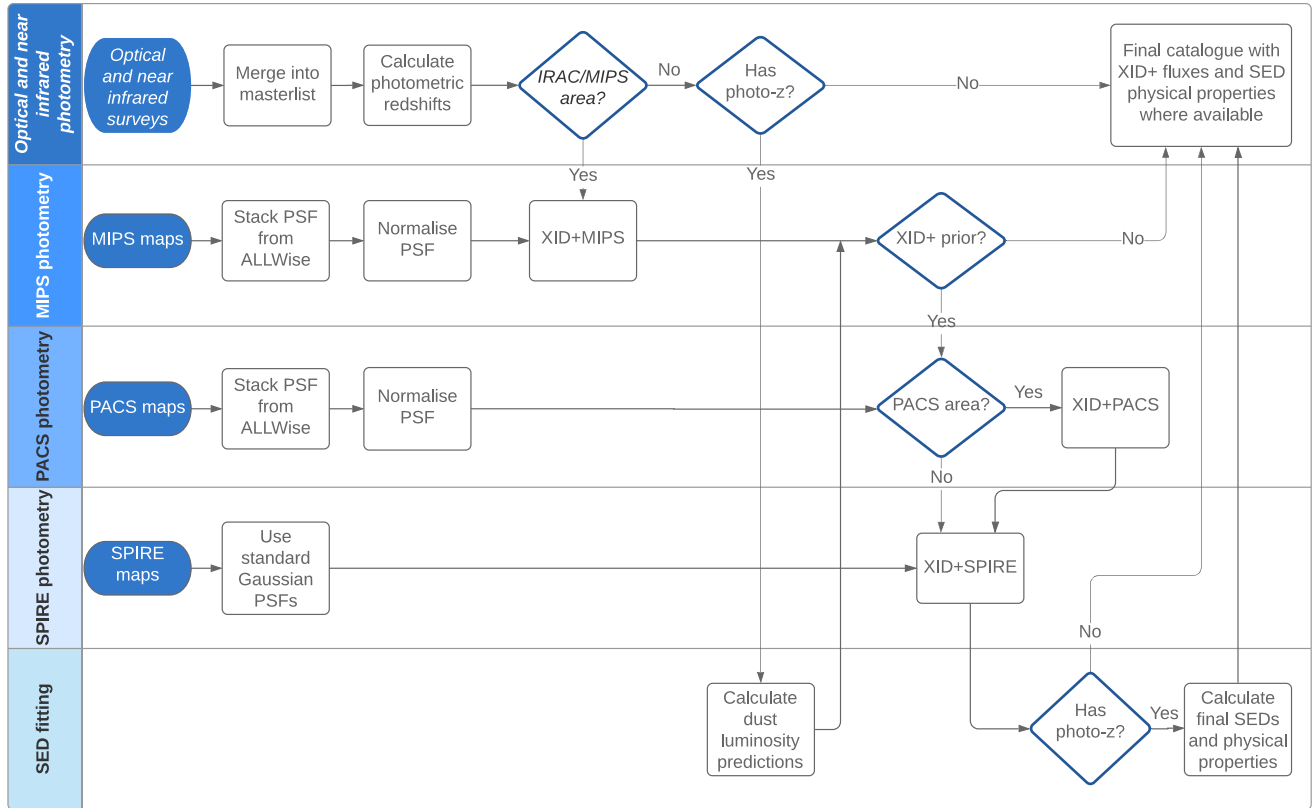 Optical and near
infrared
photometry
Optical
and near
infrared
surveys
Merge into
masterlist
Calculate
photometric
redshifts
IRAC/MIPS
area?
No
Has
photo-z?
No
Final catalogue with
XID+ fluxes and SED
physical properties
where available
Yes
Yes
MIPS photometry
MIPS maps
Stack PSF
from
ALLWise
Normalise
PSF
XID+MIPS
XID+ prior?
No
Yes
PACS photometry
PACS maps
Stack PSF
from
ALLWise
Normalise
PSF
PACS area?
Yes
XID+PACS
No
SPIRE photometry
SPIRE
maps
Use
standard
Gaussian
PSFs
XID+SPIRE
No
SED fitting
Calculate
dust
luminosity
predictions
Has
photo-z?
Yes
Calculate
final SEDs
and physical
properties